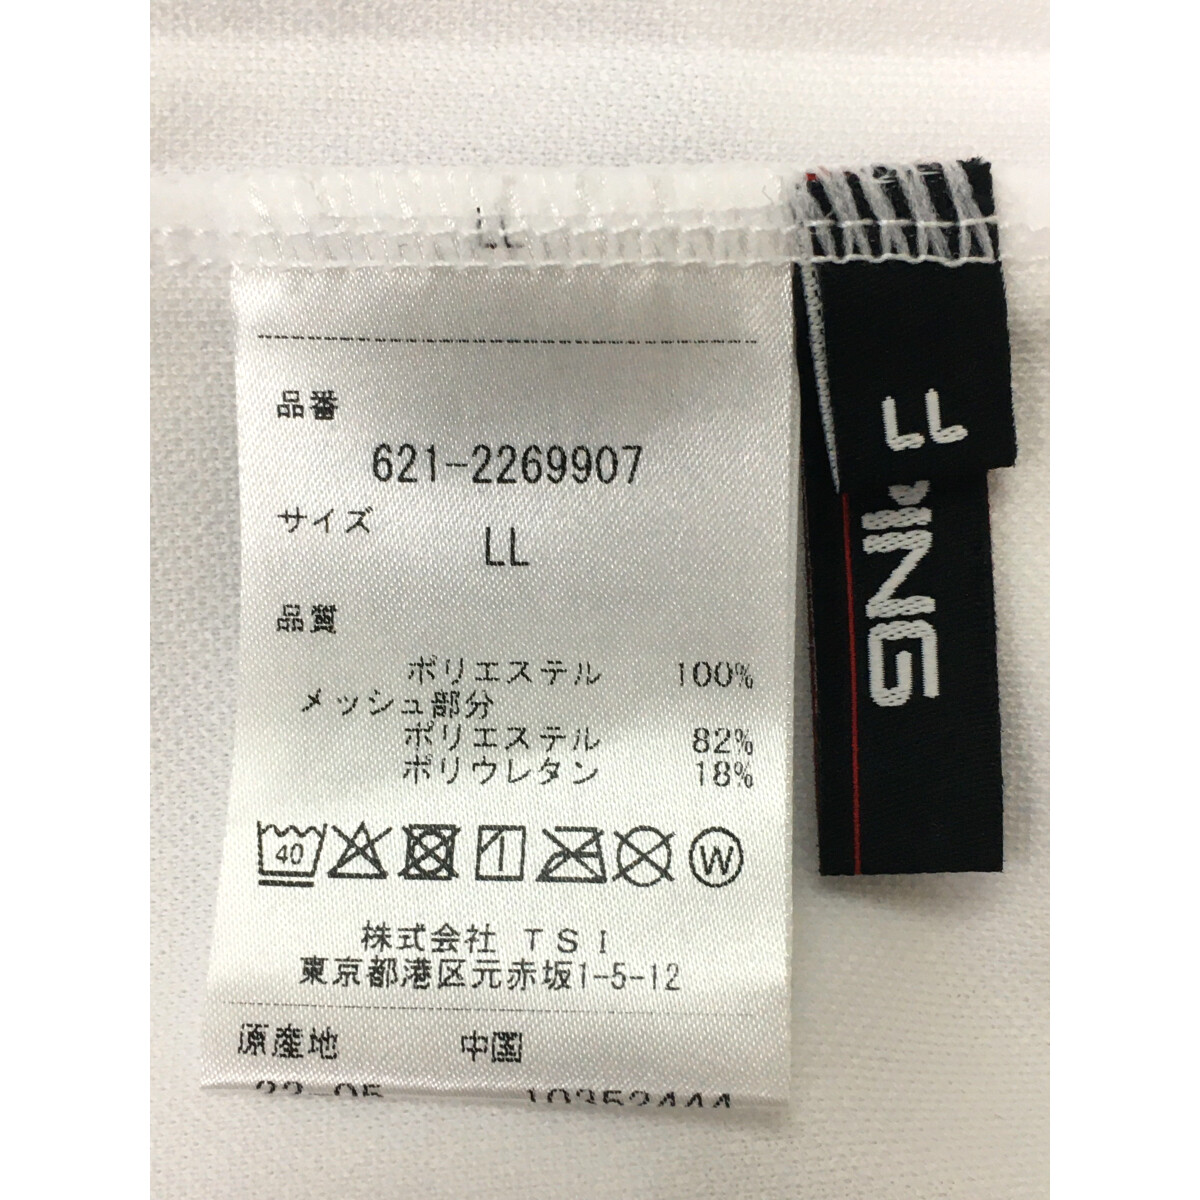 LL
品番
621-2269907
サイズ
LL
品質
ポリエステル 100%
メッシュ部分
ポリエステル 82%
ポリウレタン 18%
40
W
株式会社 TSI
東京都港区元赤坂1-5-12
原産地 中国
22-05 10352444
LL
PING